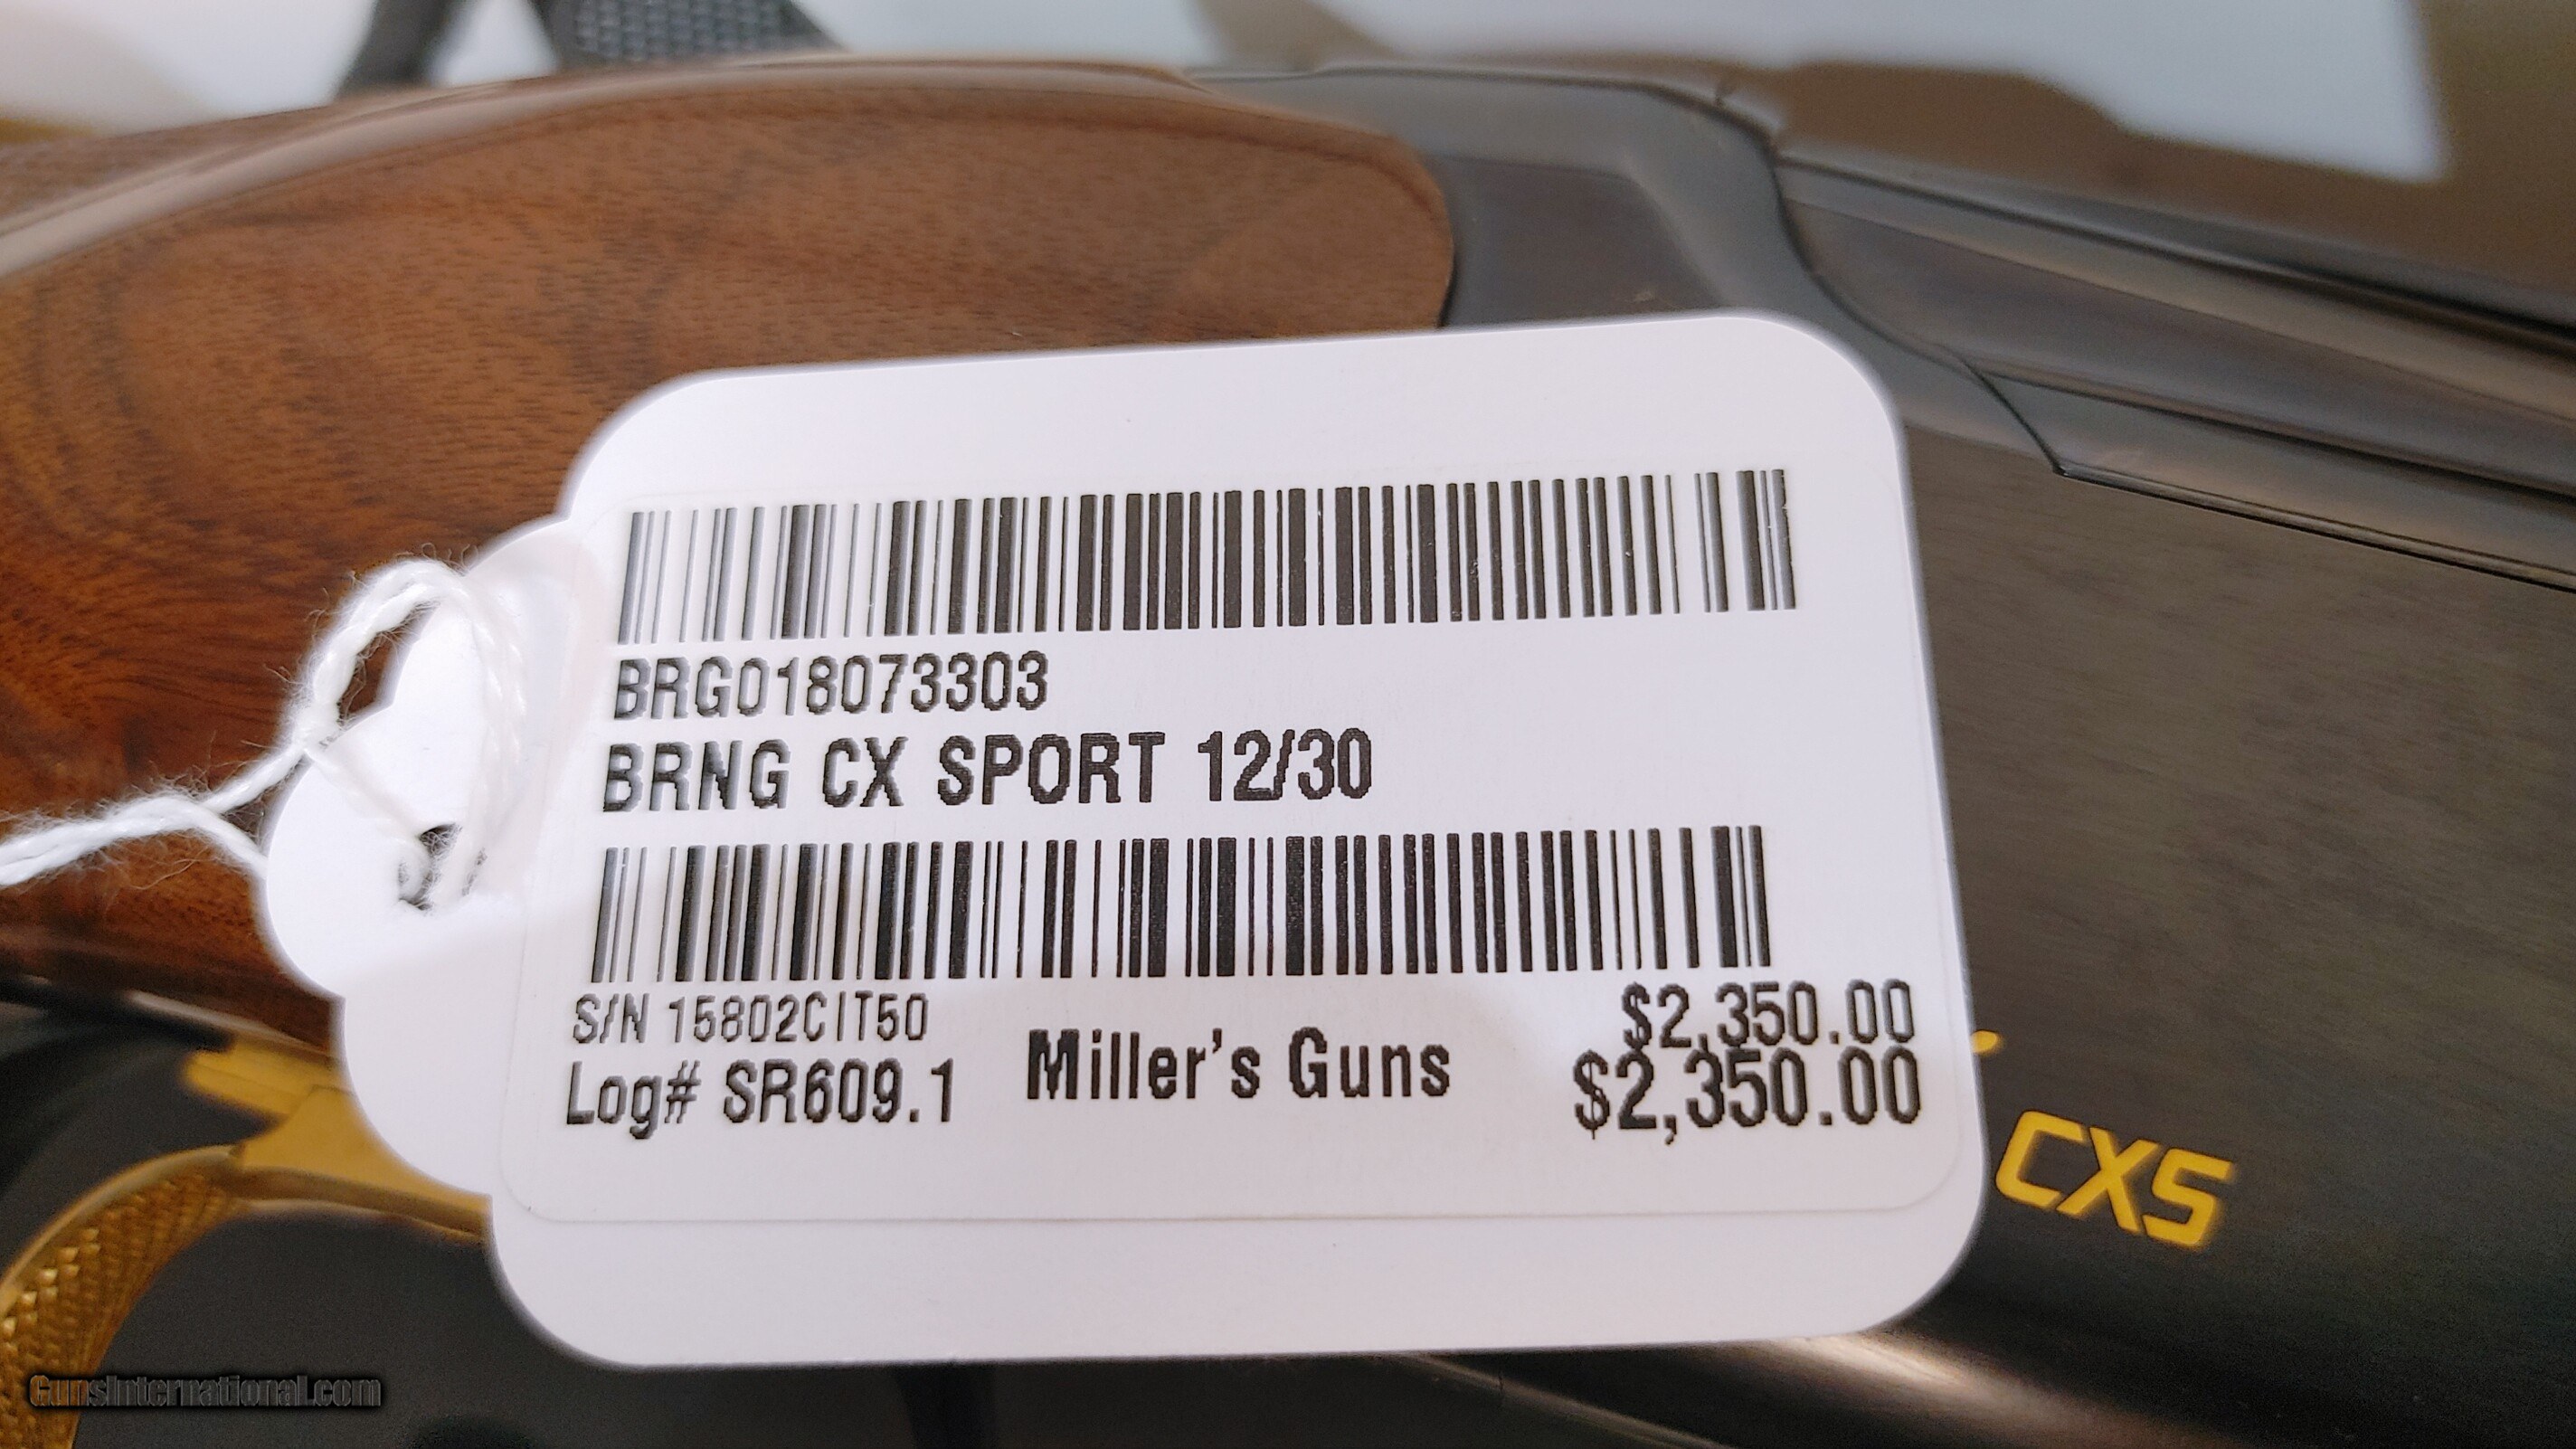 BRG018073303
BRNG CX SPORT 12/30
S/N 15802CIT50
$2,350.00
Log# SR609.1
Miller's Guns
$2,350.00
CXS
GunsInternational.com